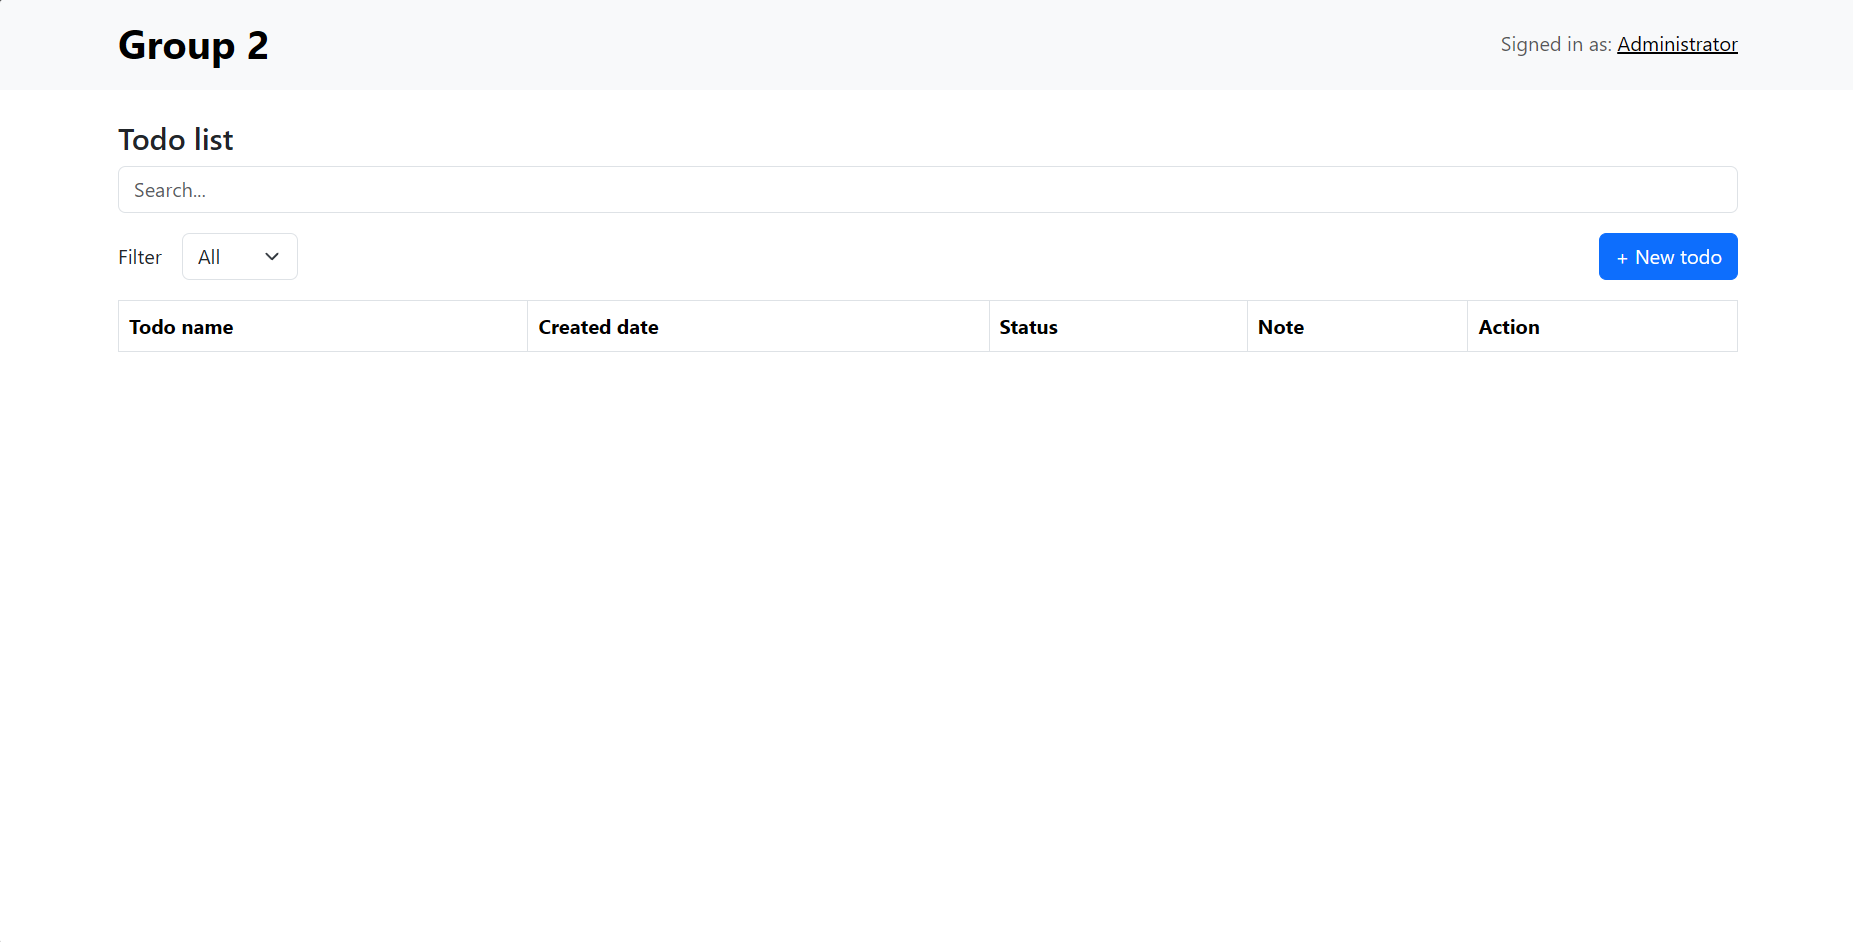 Group 2
Signed in as: Administrator
Todo list
Search...
Filter All + New todo
Todo name Created date Status Note Action